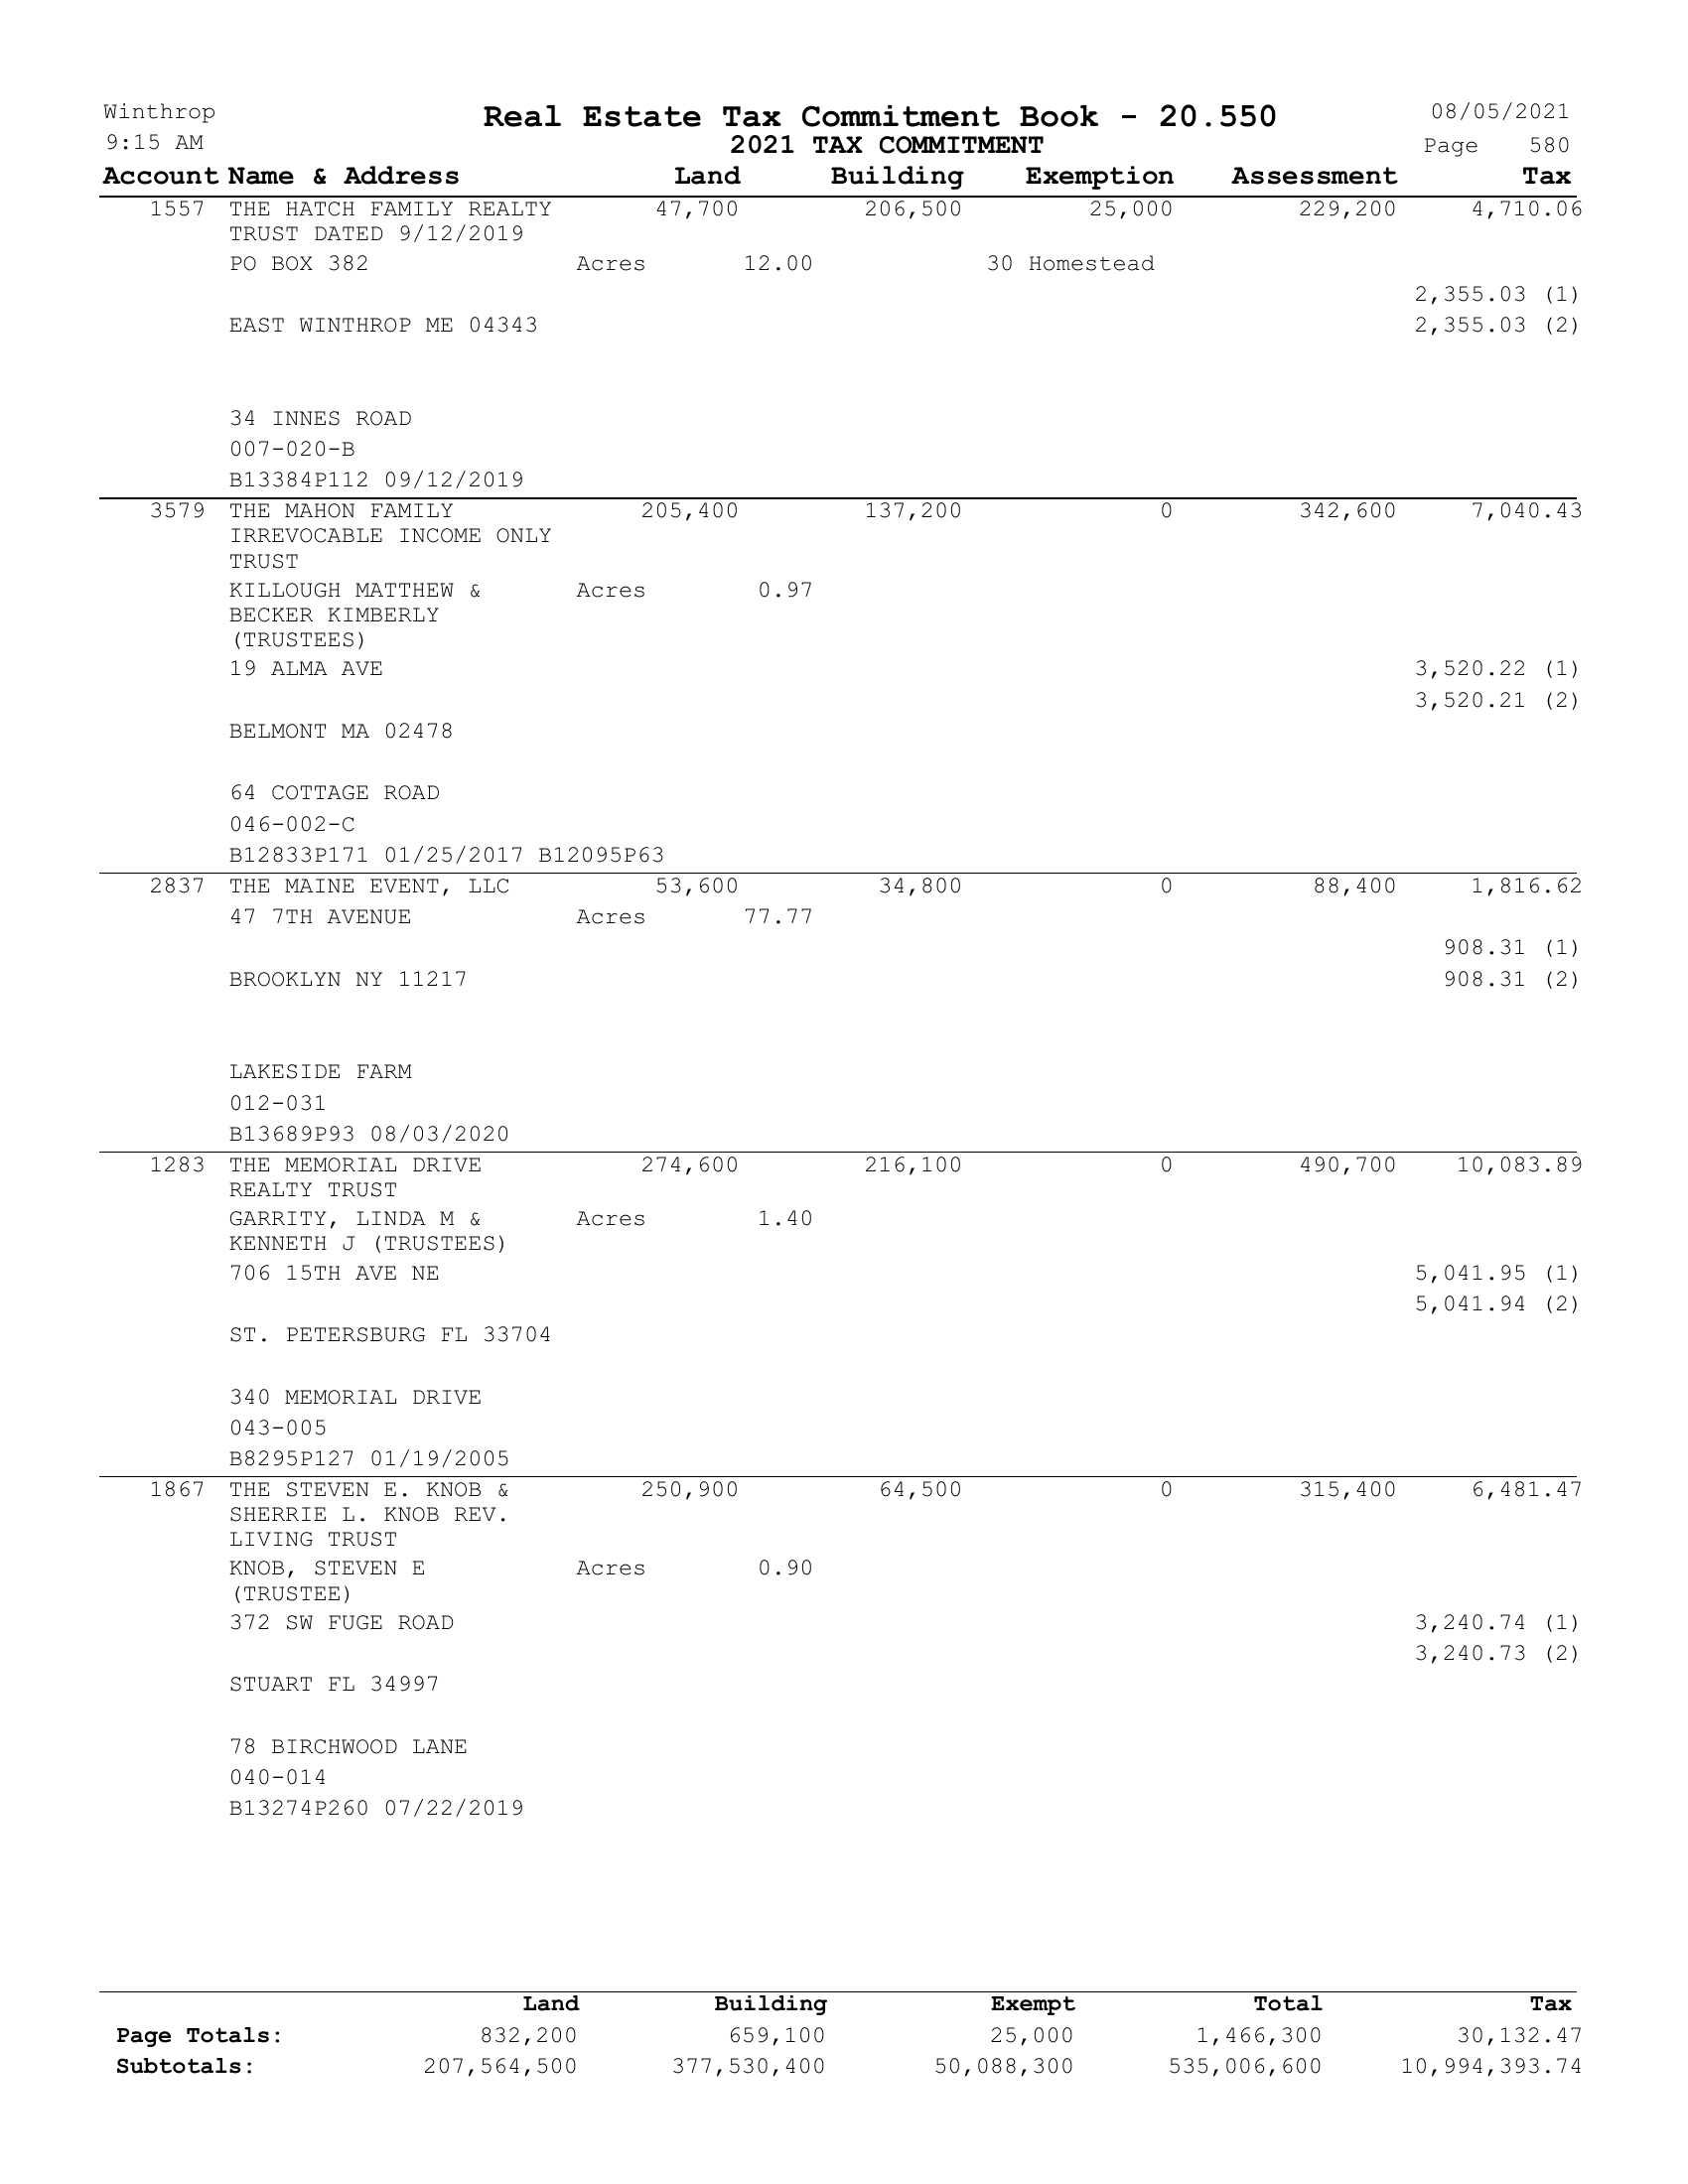 Winthrop Real Estate Tax Commitment Book - 20.550 08/05/2021
9:15 AM 2021 TAX COMMITMENT Page 580
Account Name & Address Land Building Exemption Assessment Tax
1557 THE HATCH FAMILY REALTY 47,700 206,500 25,000 229,200 4,710.06
TRUST DATED 9/12/2019
PO BOX 382 Acres 12.00 30 Homestead
2,355.03 (1)
EAST WINTHROP ME 04343 2,355.03 (2)
34 INNES ROAD
007-020-B
B13384P112 09/12/2019
3579 THE MAHON FAMILY 205,400 137,200 0 342,600 7,040.43
IRREVOCABLE INCOME ONLY
TRUST
KILLOUGH MATTHEW & Acres 0.97
BECKER KIMBERLY
(TRUSTEES)
19 ALMA AVE 3,520.22 (1)
3,520.21 (2)
BELMONT MA 02478
64 COTTAGE ROAD
046-002-C
B12833P171 01/25/2017 B12095P63
2837 THE MAINE EVENT, LLC 53,600 34,800 0 88,400 1,816.62
47 7TH AVENUE Acres 77.77
908.31 (1)
BROOKLYN NY 11217 908.31 (2)
LAKESIDE FARM
012-031
B13689P93 08/03/2020
1283 THE MEMORIAL DRIVE 274,600 216,100 0 490,700 10,083.89
REALTY TRUST
GARRITY, LINDA M & Acres 1.40
KENNETH J (TRUSTEES)
706 15TH AVE NE 5,041.95 (1)
5,041.94 (2)
ST. PETERSBURG FL 33704
340 MEMORIAL DRIVE
043-005
B8295P127 01/19/2005
1867 THE STEVEN E. KNOB & 250,900 64,500 0 315,400 6,481.47
SHERRIE L. KNOB REV.
LIVING TRUST
KNOB, STEVEN E Acres 0.90
(TRUSTEE)
372 SW FUGE ROAD 3,240.74 (1)
3,240.73 (2)
STUART FL 34997
78 BIRCHWOOD LANE
040-014
B13274P260 07/22/2019
Land Building Exempt Total Tax
Page Totals: 832,200 659,100 25,000 1,466,300 30,132.47
Subtotals: 207,564,500 377,530,400 50,088,300 535,006,600 10,994,393.74